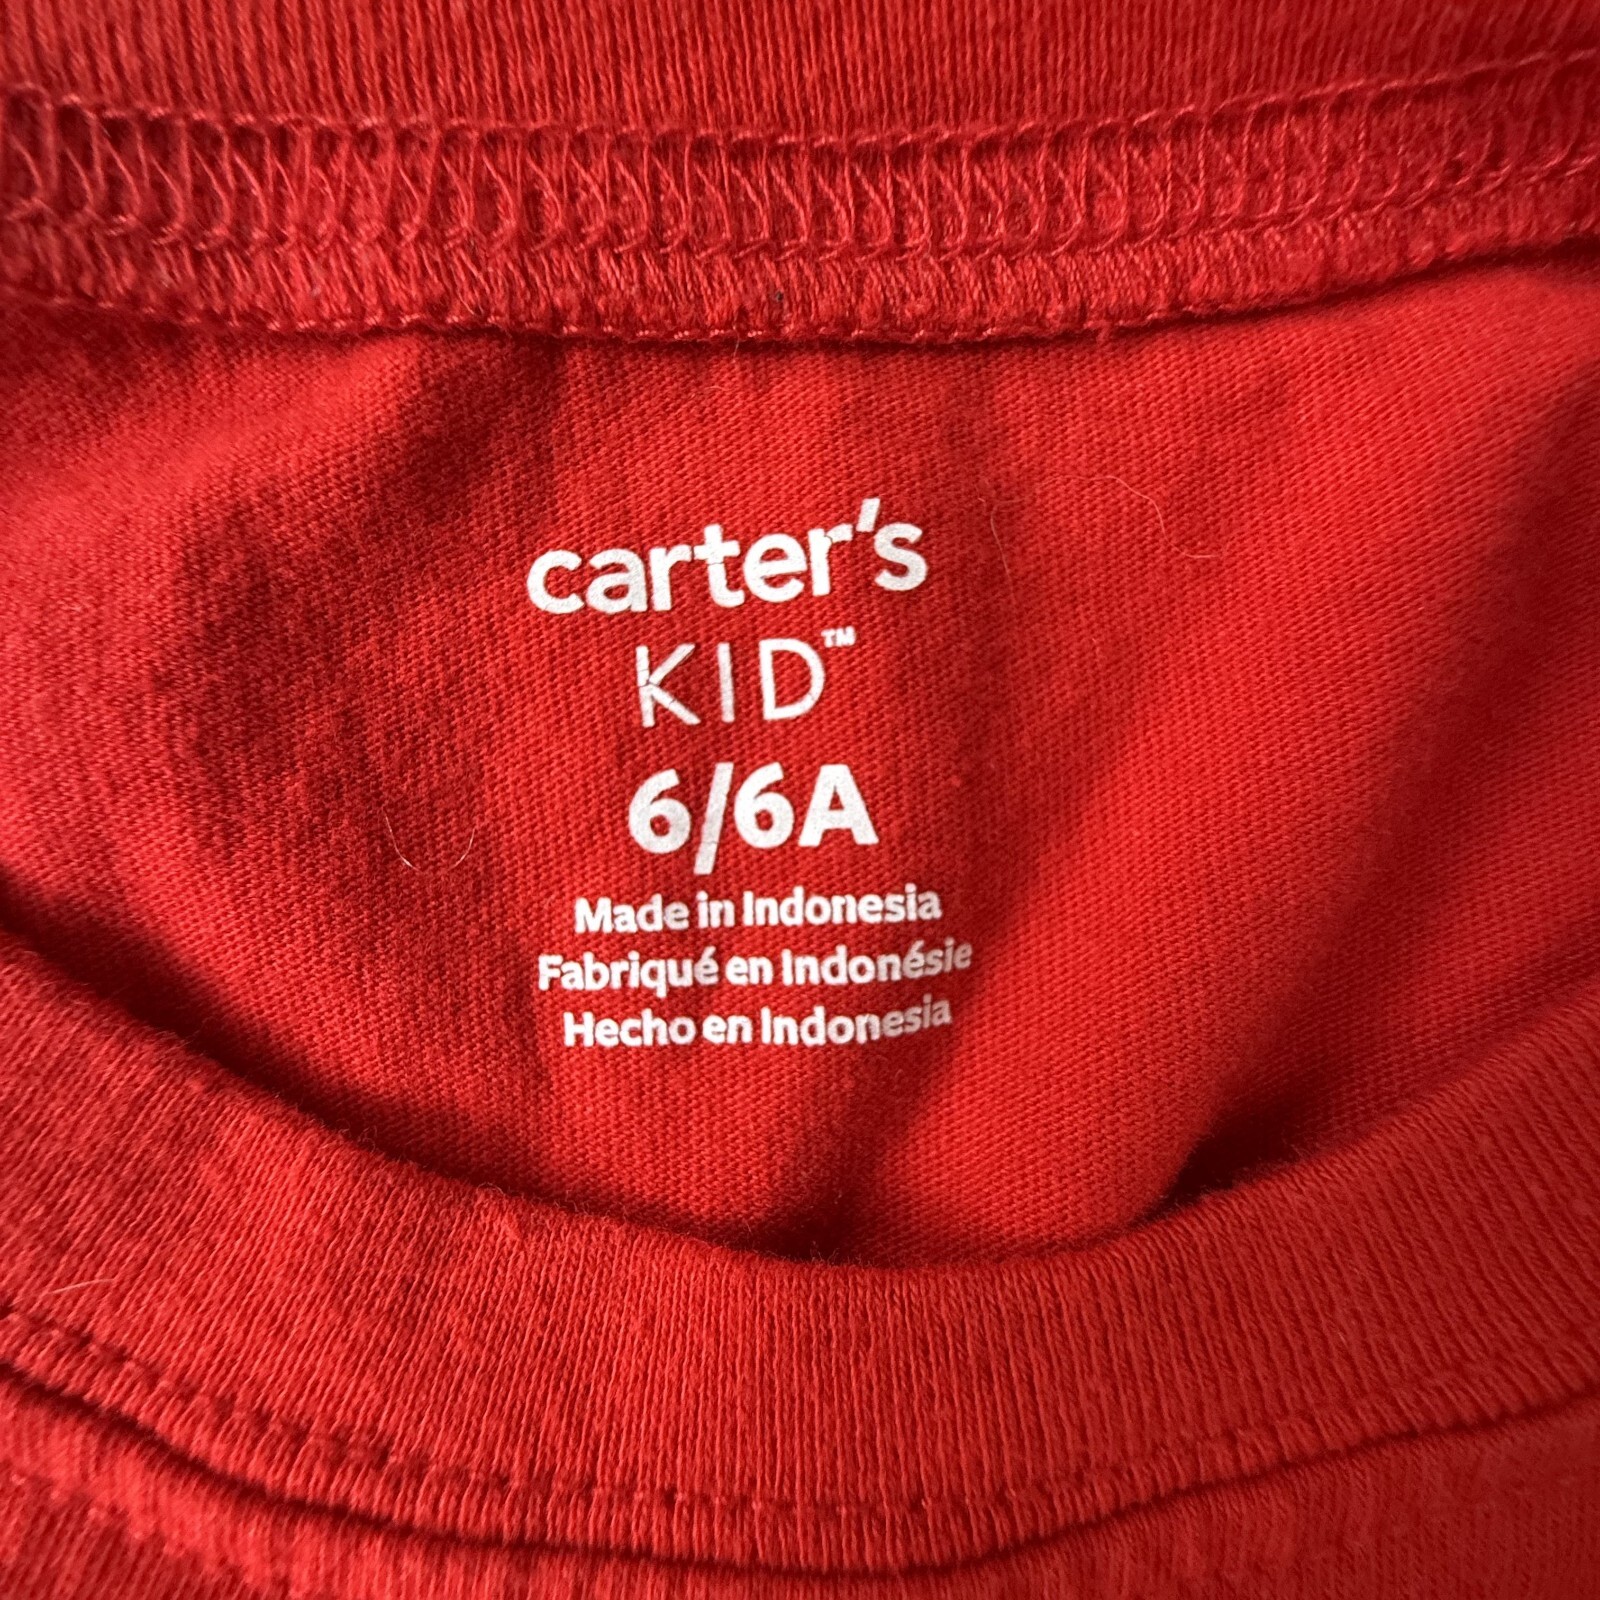 carter's
KID™
6/6A
Made in Indonesia
Fabriqué en Indonésie
Hecho en Indonesia